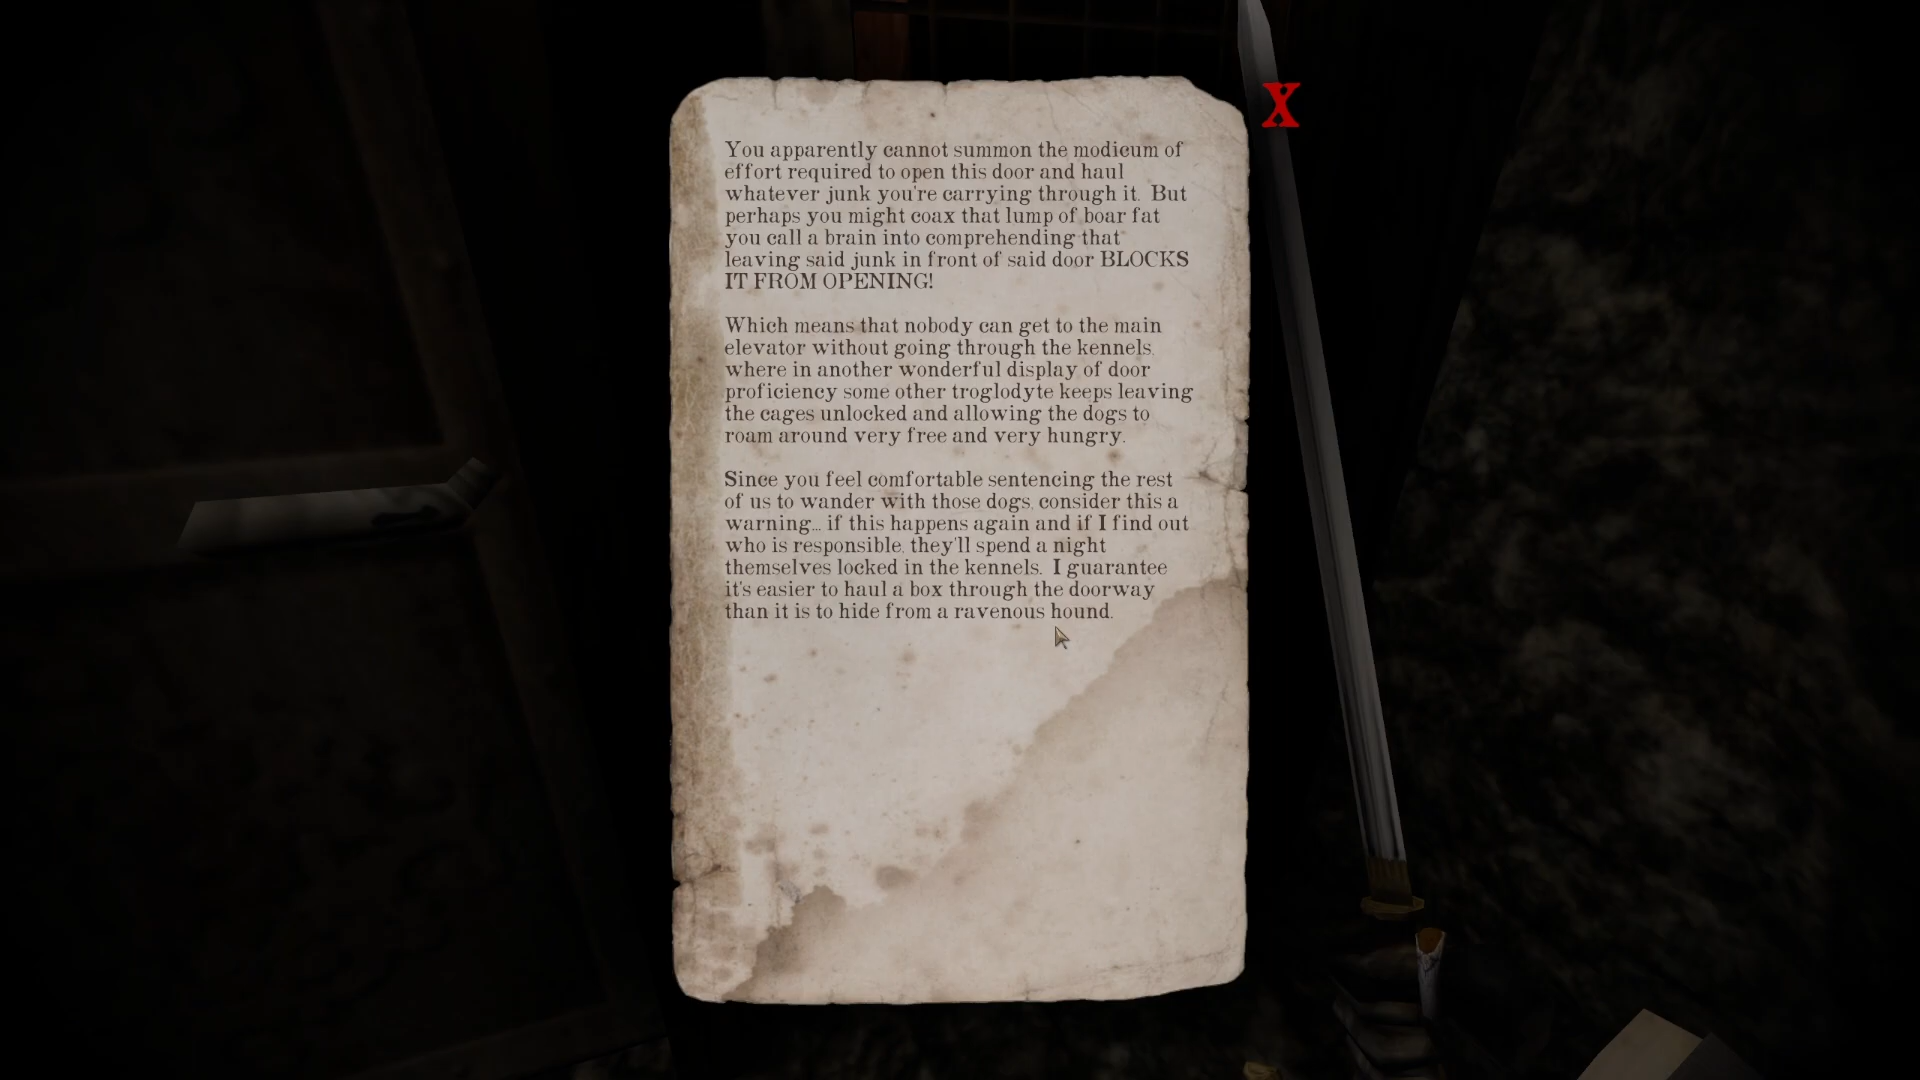 X
You apparently cannot summon the modicum of
effort required to open this door and haul
whatever junk you're carrying through it. But
perhaps you might coax that lump of boar fat
you call a brain into comprehending that
leaving said junk in front of said door BLOCKS
IT FROM OPENING!
Which means that nobody can get to the main
elevator without going through the kennels,
where in another wonderful display of door
proficiency some other troglodyte keeps leaving
the cages unlocked and allowing the dogs to
roam around very free and very hungry.
Since you feel comfortable sentencing the rest
of us to wander with those dogs, consider this a
warning... if this happens again and if I find out
who is responsible, they'll spend a night
themselves locked in the kennels. I guarantee
it's easier to haul a box through the doorway
than it is to hide from a ravenous hound.